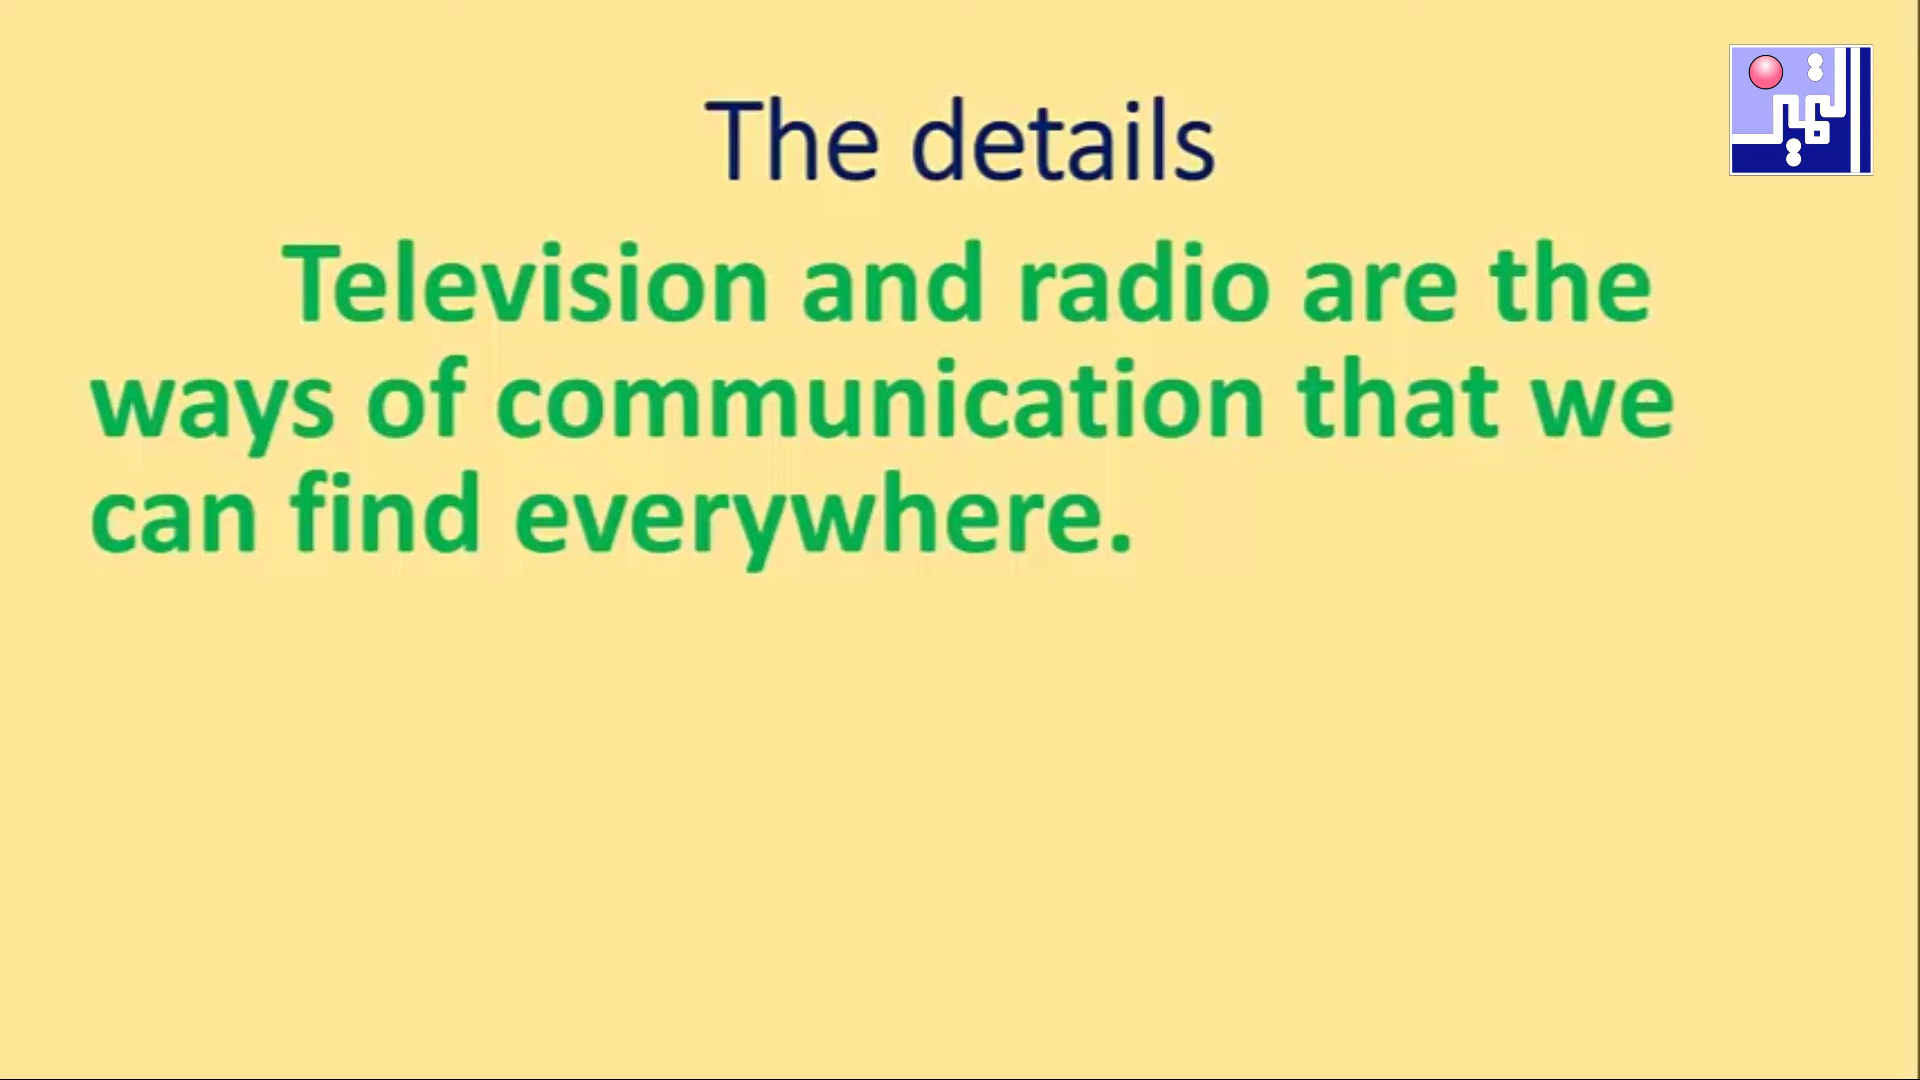 The details
Television and radio are the
ways of communication that we
can find everywhere.